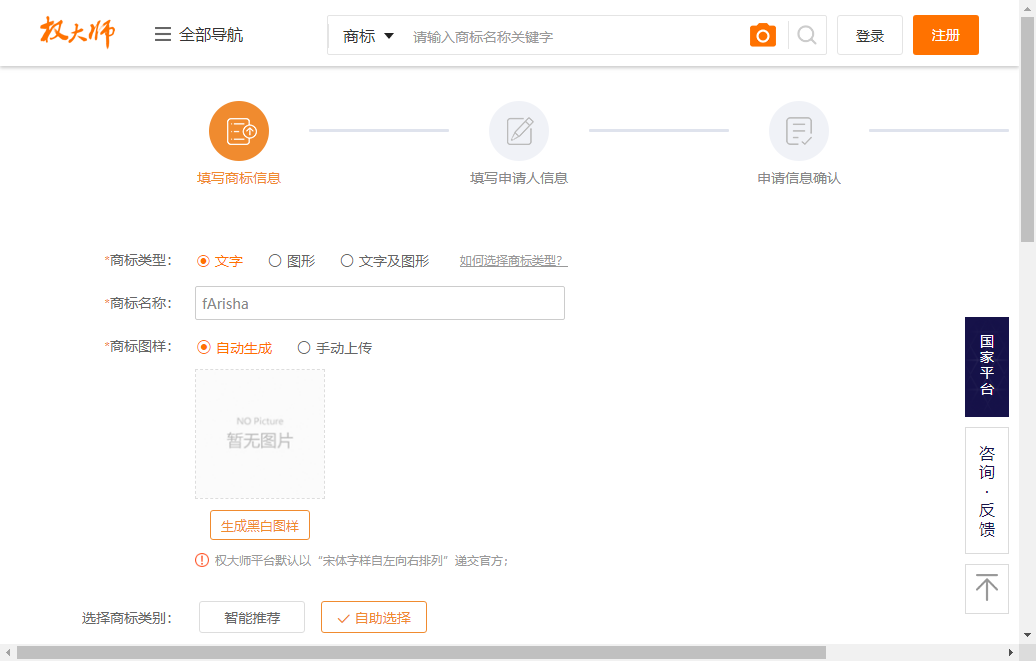 权大师
全部导航
商标
请输入商标名称关键字
登录
注册
填写商标信息
填写申请人信息
申请信息确认
*商标类型：
文字
图形
文字及图形
如何选择商标类型？
*商标名称：
fArisha
*商标图样：
自动生成
手动上传
NO Picture
暂无图片
生成黑白图样
权大师平台默认以“宋体字样自左向右排列”递交官方；
选择商标类别：
智能推荐
自助选择
国家平台
咨询·反馈